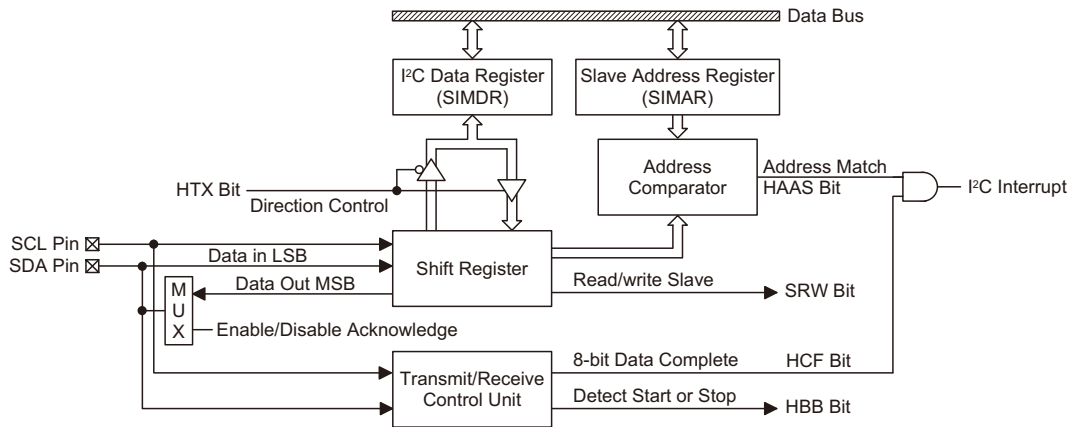 Data Bus
I²C Data Register
(SIMDR)
Slave Address Register
(SIMAR)
Address
Comparator
Address Match
HAAS Bit
I²C Interrupt
HTX Bit
Direction Control
SCL Pin
SDA Pin
Data in LSB
Shift Register
Data Out MSB
Read/write Slave
SRW Bit
M
U
X
Enable/Disable Acknowledge
Transmit/Receive
Control Unit
8-bit Data Complete
HCF Bit
Detect Start or Stop
HBB Bit